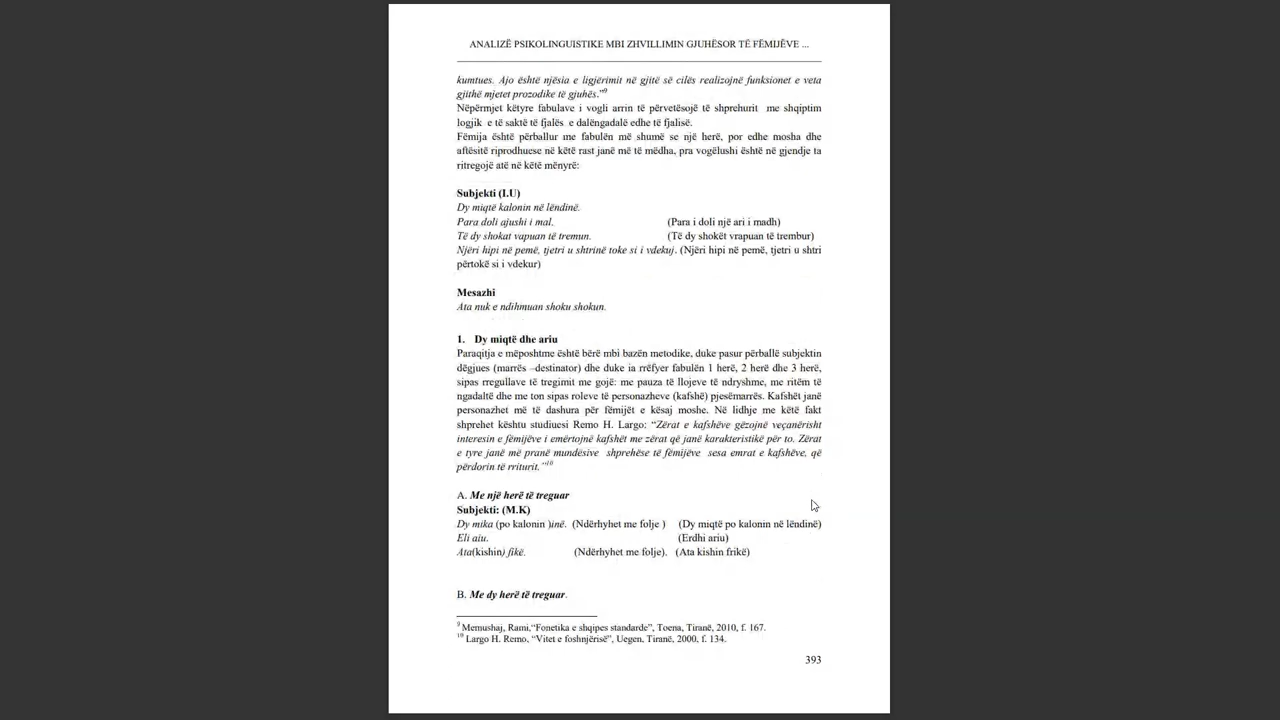 ANALIZË PSIKOLINGUISTIKE MBI ZHVILLIMIN GJUHËSOR TË FËMIJËVE ...
kumtues. Ajo është njësia e ligjërimit në gjitë së cilës realizojnë funksionet e veta
gjithë mjetet prozodike të gjuhës.”9
Nëpërmjet këtyre fabulave i vogli arrin të përvetësojë të shprehurit me shqiptim
logjik e të saktë të fjalës e dalëngadalë edhe të fjalisë.
Fëmija është përballur me fabulën më shumë se një herë, por edhe mosha dhe
aftësitë riprodhuese në këtë rast janë më të mëdha, pra vogëlushi është në gjendje ta
ritregojë atë në këtë mënyrë:
Subjekti (I.U)
Dy miqtë kalonin në lëndinë.
Para doli ajushi i mal. (Para i doli një ari i madh)
Të dy shokat vapuan të tremun. (Të dy shokët vrapuan të trembur)
Njëri hipi në pemë, tjetri u shtrinë toke si i vdekuj. (Njëri hipi në pemë, tjetri u shtri
përtokë si i vdekur)
Mesazhi
Ata nuk e ndihmuan shoku shokun.
1. Dy miqtë dhe ariu
Paraqitja e mëposhtme është bërë mbi bazën metodike, duke pasur përballë subjektin
dëgjues (marrës –destinator) dhe duke ia rrëfyer fabulën 1 herë, 2 herë dhe 3 herë,
sipas rregullave të tregimit me gojë: me pauza të llojeve të ndryshme, me ritëm të
ngadaltë dhe me ton sipas roleve të personazheve (kafshë) pjesëmarrës. Kafshët janë
personazhet më të dashura për fëmijët e kësaj moshe. Në lidhje me këtë fakt
shprehet kështu studiuesi Remo H. Largo: “Zërat e kafshëve gëzojnë veçanërisht
interesin e fëmijëve i emërtojnë kafshët me zërat që janë karakteristikë për to. Zërat
e tyre janë më pranë mundësive shprehëse të fëmijëve sesa emrat e kafshëve, që
përdorin të rriturit.”10
A. Me një herë të treguar
Subjekti: (M.K)
Dy mika (po kalonin )inë. (Ndërhyhet me folje ) (Dy miqtë po kalonin në lëndinë)
Eli aiu. (Erdhi ariu)
Ata(kishin) fikë. (Ndërhyhet me folje). (Ata kishin frikë)
B. Me dy herë të treguar.
9 Memushaj, Rami,“Fonetika e shqipes standarde”, Toena, Tiranë, 2010, f. 167.
10 Largo H. Remo, “Vitet e foshnjërisë”, Uegen, Tiranë, 2000, f. 134.
393